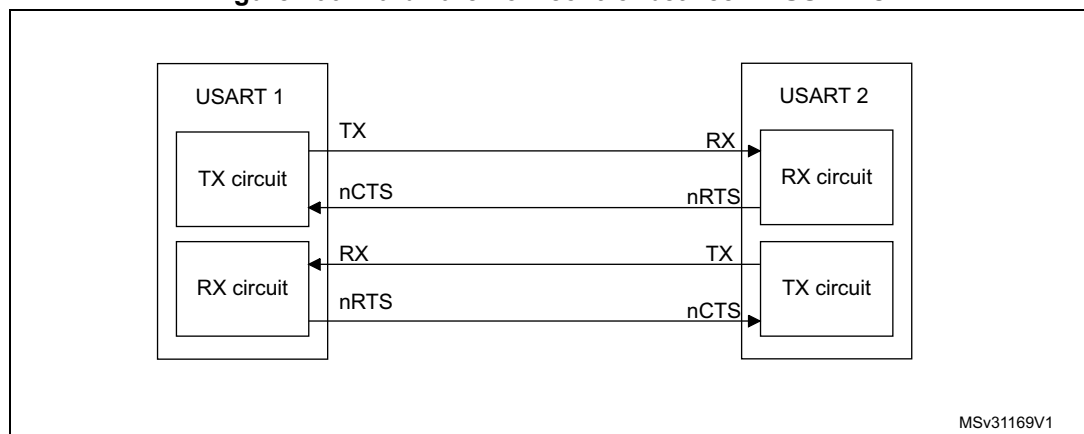 USART 1
USART 2
TX
RX
TX circuit
RX circuit
nCTS
nRTS
RX
TX
RX circuit
TX circuit
nRTS
nCTS
MSv31169V1